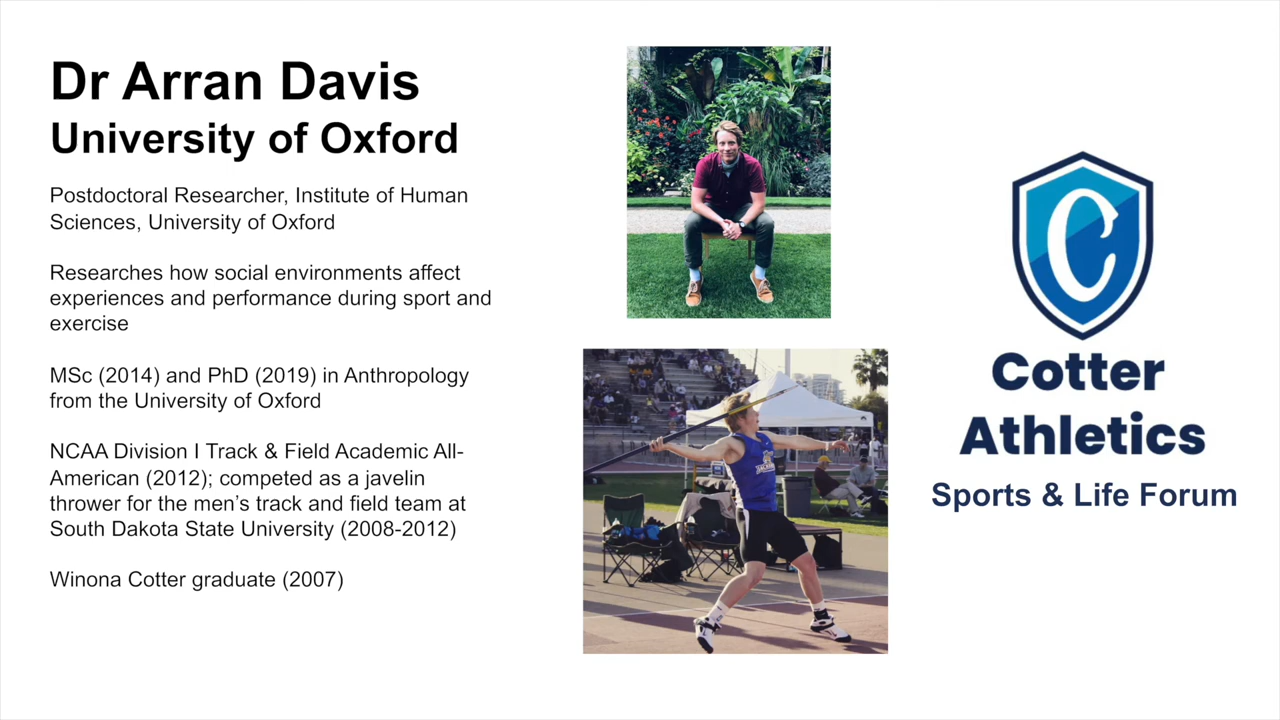 Dr Arran Davis
University of Oxford
Postdoctoral Researcher, Institute of Human
Sciences, University of Oxford
Researches how social environments affect
experiences and performance during sport and
exercise
MSc (2014) and PhD (2019) in Anthropology
from the University of Oxford
NCAA Division I Track & Field Academic All-
American (2012); competed as a javelin
thrower for the men’s track and field team at
South Dakota State University (2008-2012)
Winona Cotter graduate (2007)
C
Cotter
Athletics
Sports & Life Forum